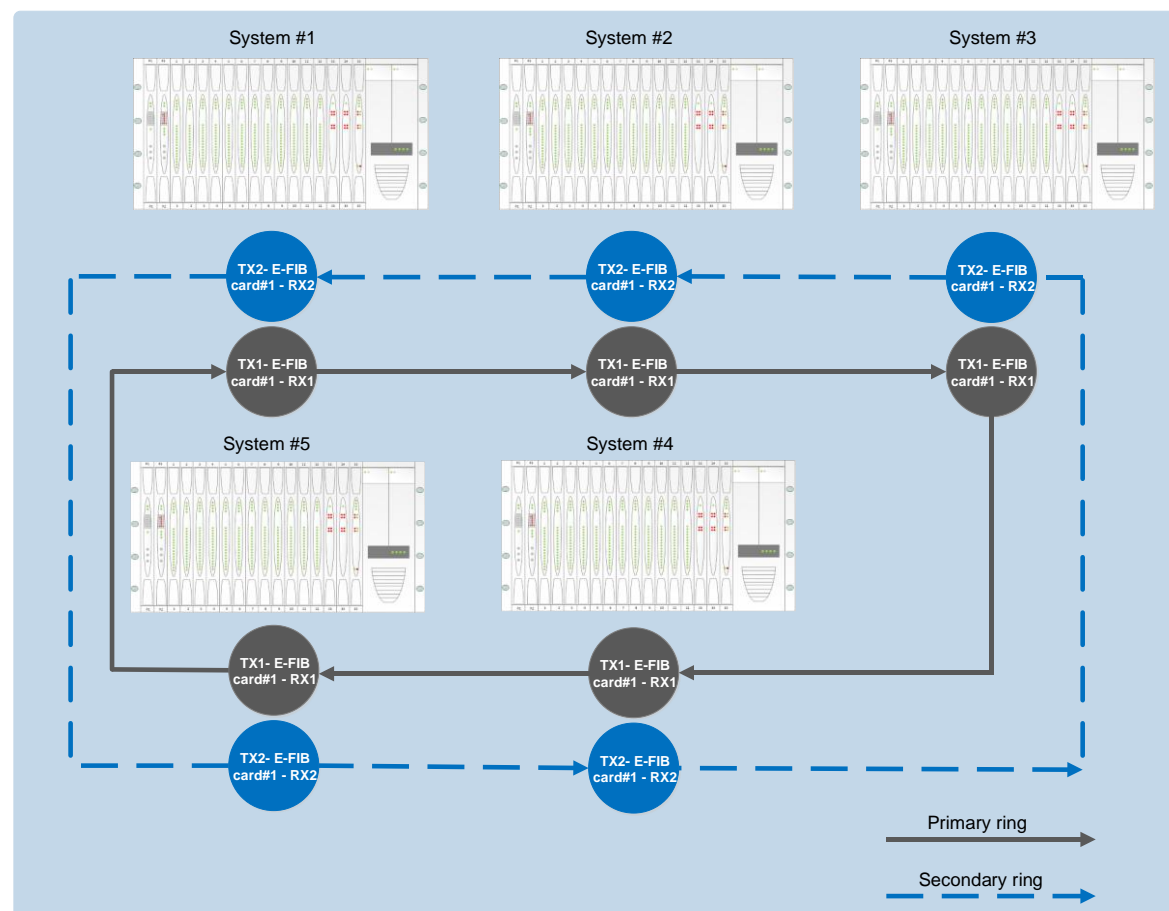 System #1
System #2
System #3
TX2- E-FIB
card#1 - RX2
TX2- E-FIB
card#1 - RX2
TX2- E-FIB
card#1 - RX2
TX1- E-FIB
card#1 - RX1
TX1- E-FIB
card#1 - RX1
TX1- E-FIB
card#1 - RX1
System #5
System #4
TX1- E-FIB
card#1 - RX1
TX1- E-FIB
card#1 - RX1
TX2- E-FIB
card#1 - RX2
TX2- E-FIB
card#1 - RX2
Primary ring
Secondary ring